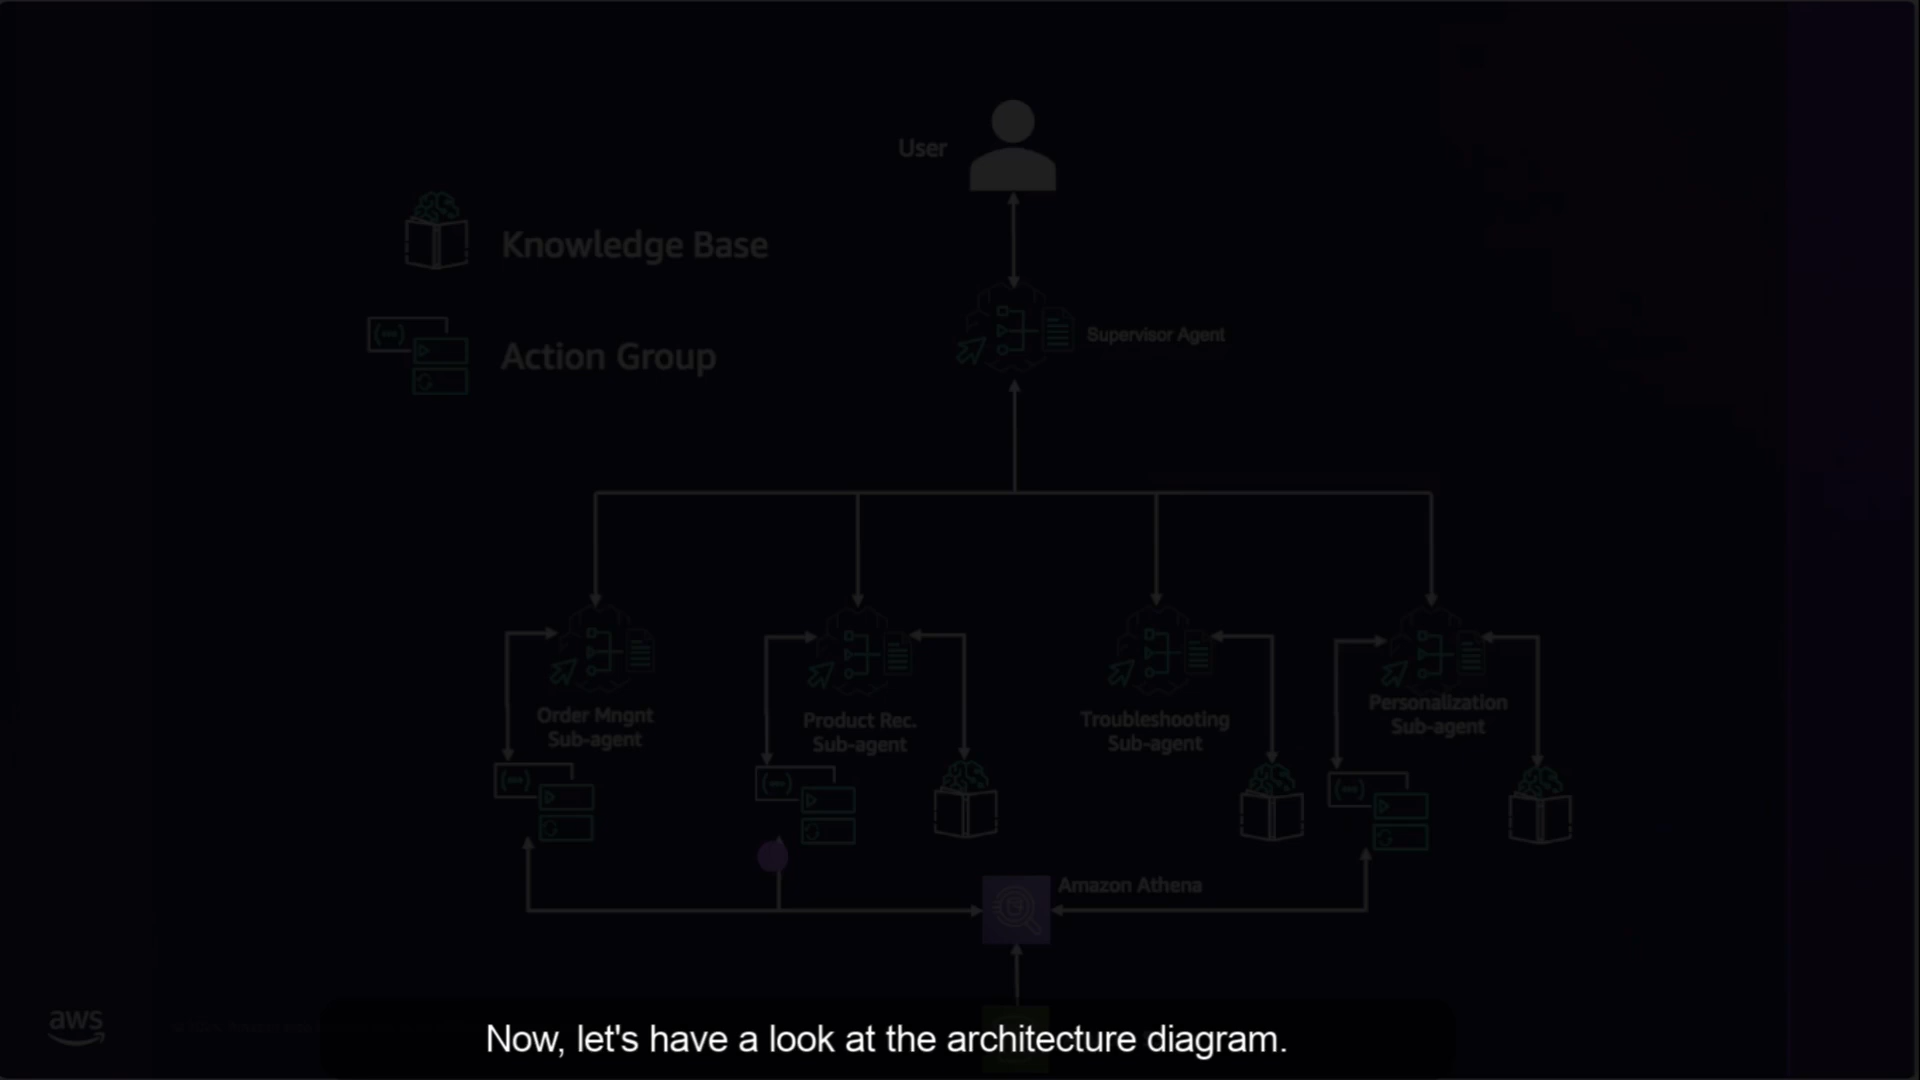 User
Knowledge Base
Supervisor Agent
Action Group
Order Mngnt
Sub-agent
Product Rec.
Sub-agent
Troubleshooting
Sub-agent
Personalization
Sub-agent
Amazon Athena
aws
Now, let's have a look at the architecture diagram.